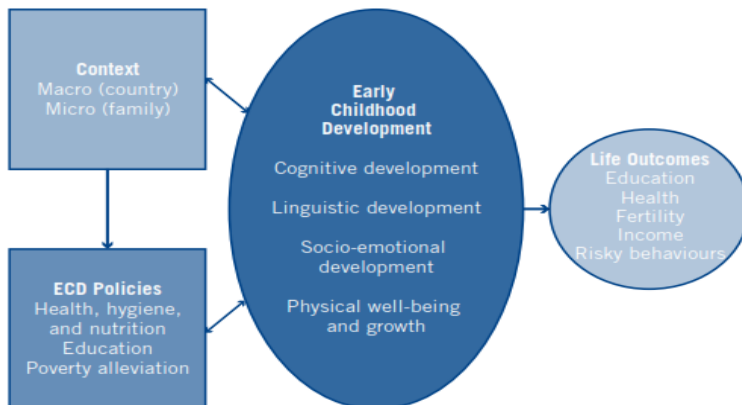 Context
Macro (country)
Micro (family)
ECD Policies
Health, hygiene,
and nutrition
Education
Poverty alleviation
Early
Childhood
Development
Cognitive development
Linguistic development
Socio-emotional
development
Physical well-being
and growth
Life Outcomes
Education
Health
Fertility
Income
Risky behaviours